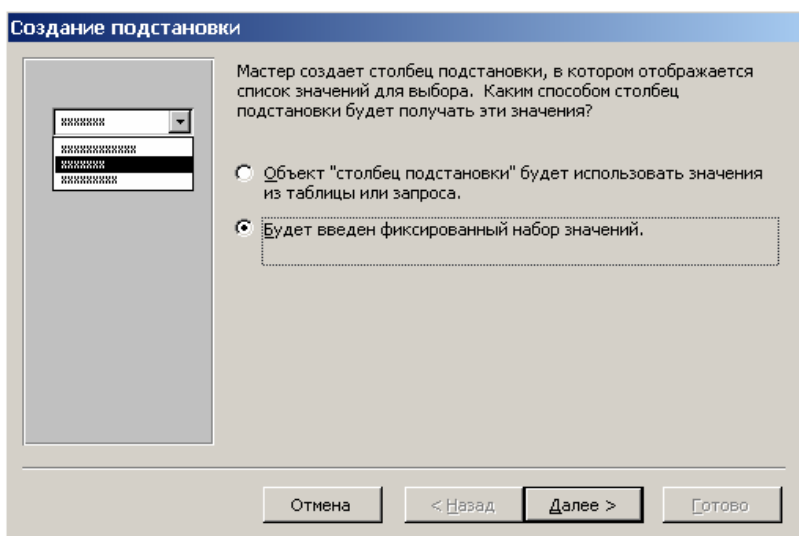 Создание подстановки
Мастер создает столбец подстановки, в котором отображается
список значений для выбора. Каким способом столбец
подстановки будет получать эти значения?
Объект "столбец подстановки" будет использовать значения
из таблицы или запроса.
Будет введен фиксированный набор значений.
Отмена
< Назад
Далее >
Готово